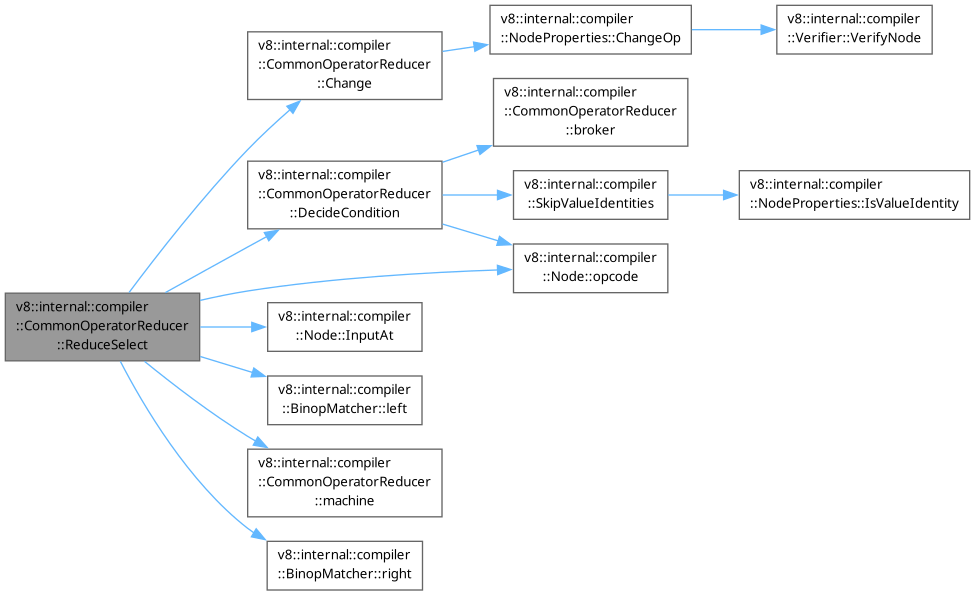 v8::internal::compiler
::CommonOperatorReducer
::ReduceSelect
v8::internal::compiler
::CommonOperatorReducer
::Change
v8::internal::compiler
::NodeProperties::ChangeOp
v8::internal::compiler
::Verifier::VerifyNode
v8::internal::compiler
::CommonOperatorReducer
::DecideCondition
v8::internal::compiler
::CommonOperatorReducer
::broker
v8::internal::compiler
::SkipValueIdentities
v8::internal::compiler
::NodeProperties::IsValueIdentity
v8::internal::compiler
::Node::opcode
v8::internal::compiler
::Node::InputAt
v8::internal::compiler
::BinopMatcher::left
v8::internal::compiler
::CommonOperatorReducer
::machine
v8::internal::compiler
::BinopMatcher::right